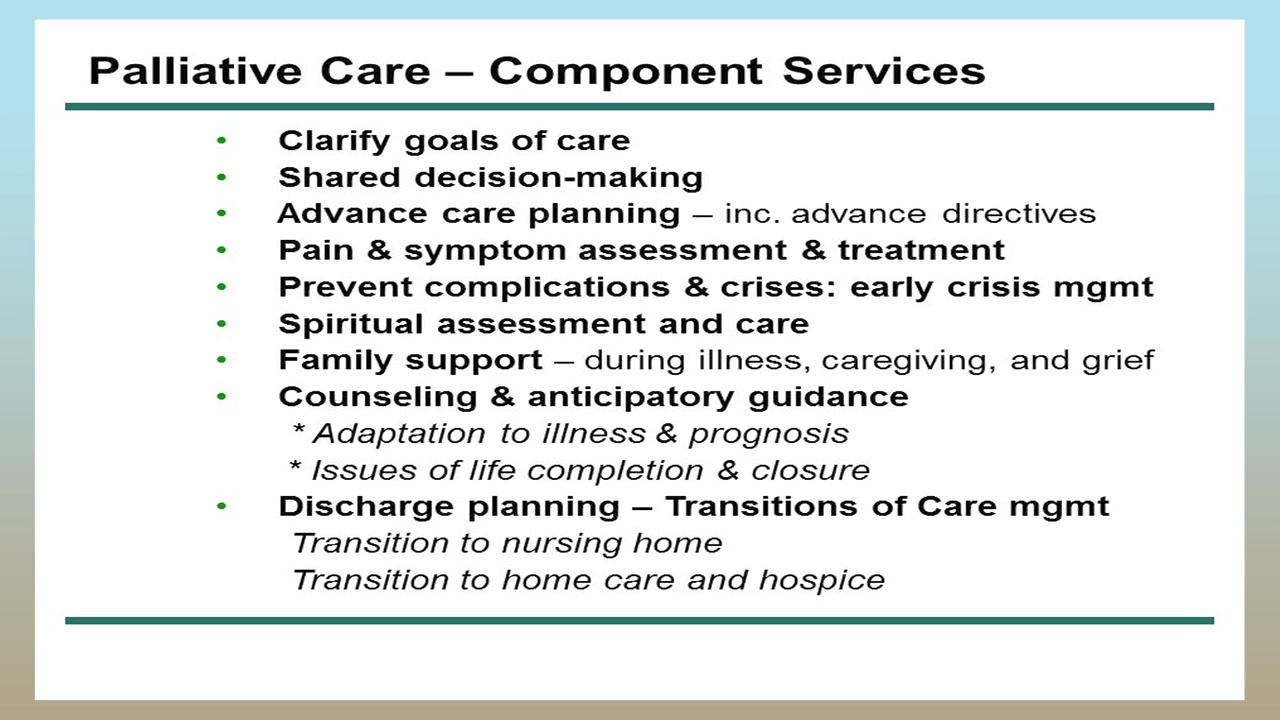 Palliative Care – Component Services
• Clarify goals of care
• Shared decision-making
• Advance care planning – inc. advance directives
• Pain & symptom assessment & treatment
• Prevent complications & crises: early crisis mgmt
• Spiritual assessment and care
• Family support – during illness, caregiving, and grief
• Counseling & anticipatory guidance
* Adaptation to illness & prognosis
* Issues of life completion & closure
• Discharge planning – Transitions of Care mgmt
Transition to nursing home
Transition to home care and hospice